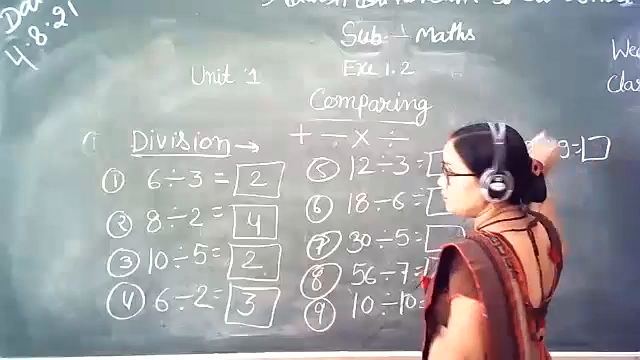 4.8.21
Sub - Maths
Unit 1
Exe 1.2
Comparing
Division → + — × ÷
① 6÷3 = 2
② 8÷2= 4
③ 10÷5= 2
④ 6÷2= 3
⑤ 12÷3=
⑥ 18÷6=
⑦ 30÷5=
⑧ 56÷7=
⑨ 10÷10=
9=